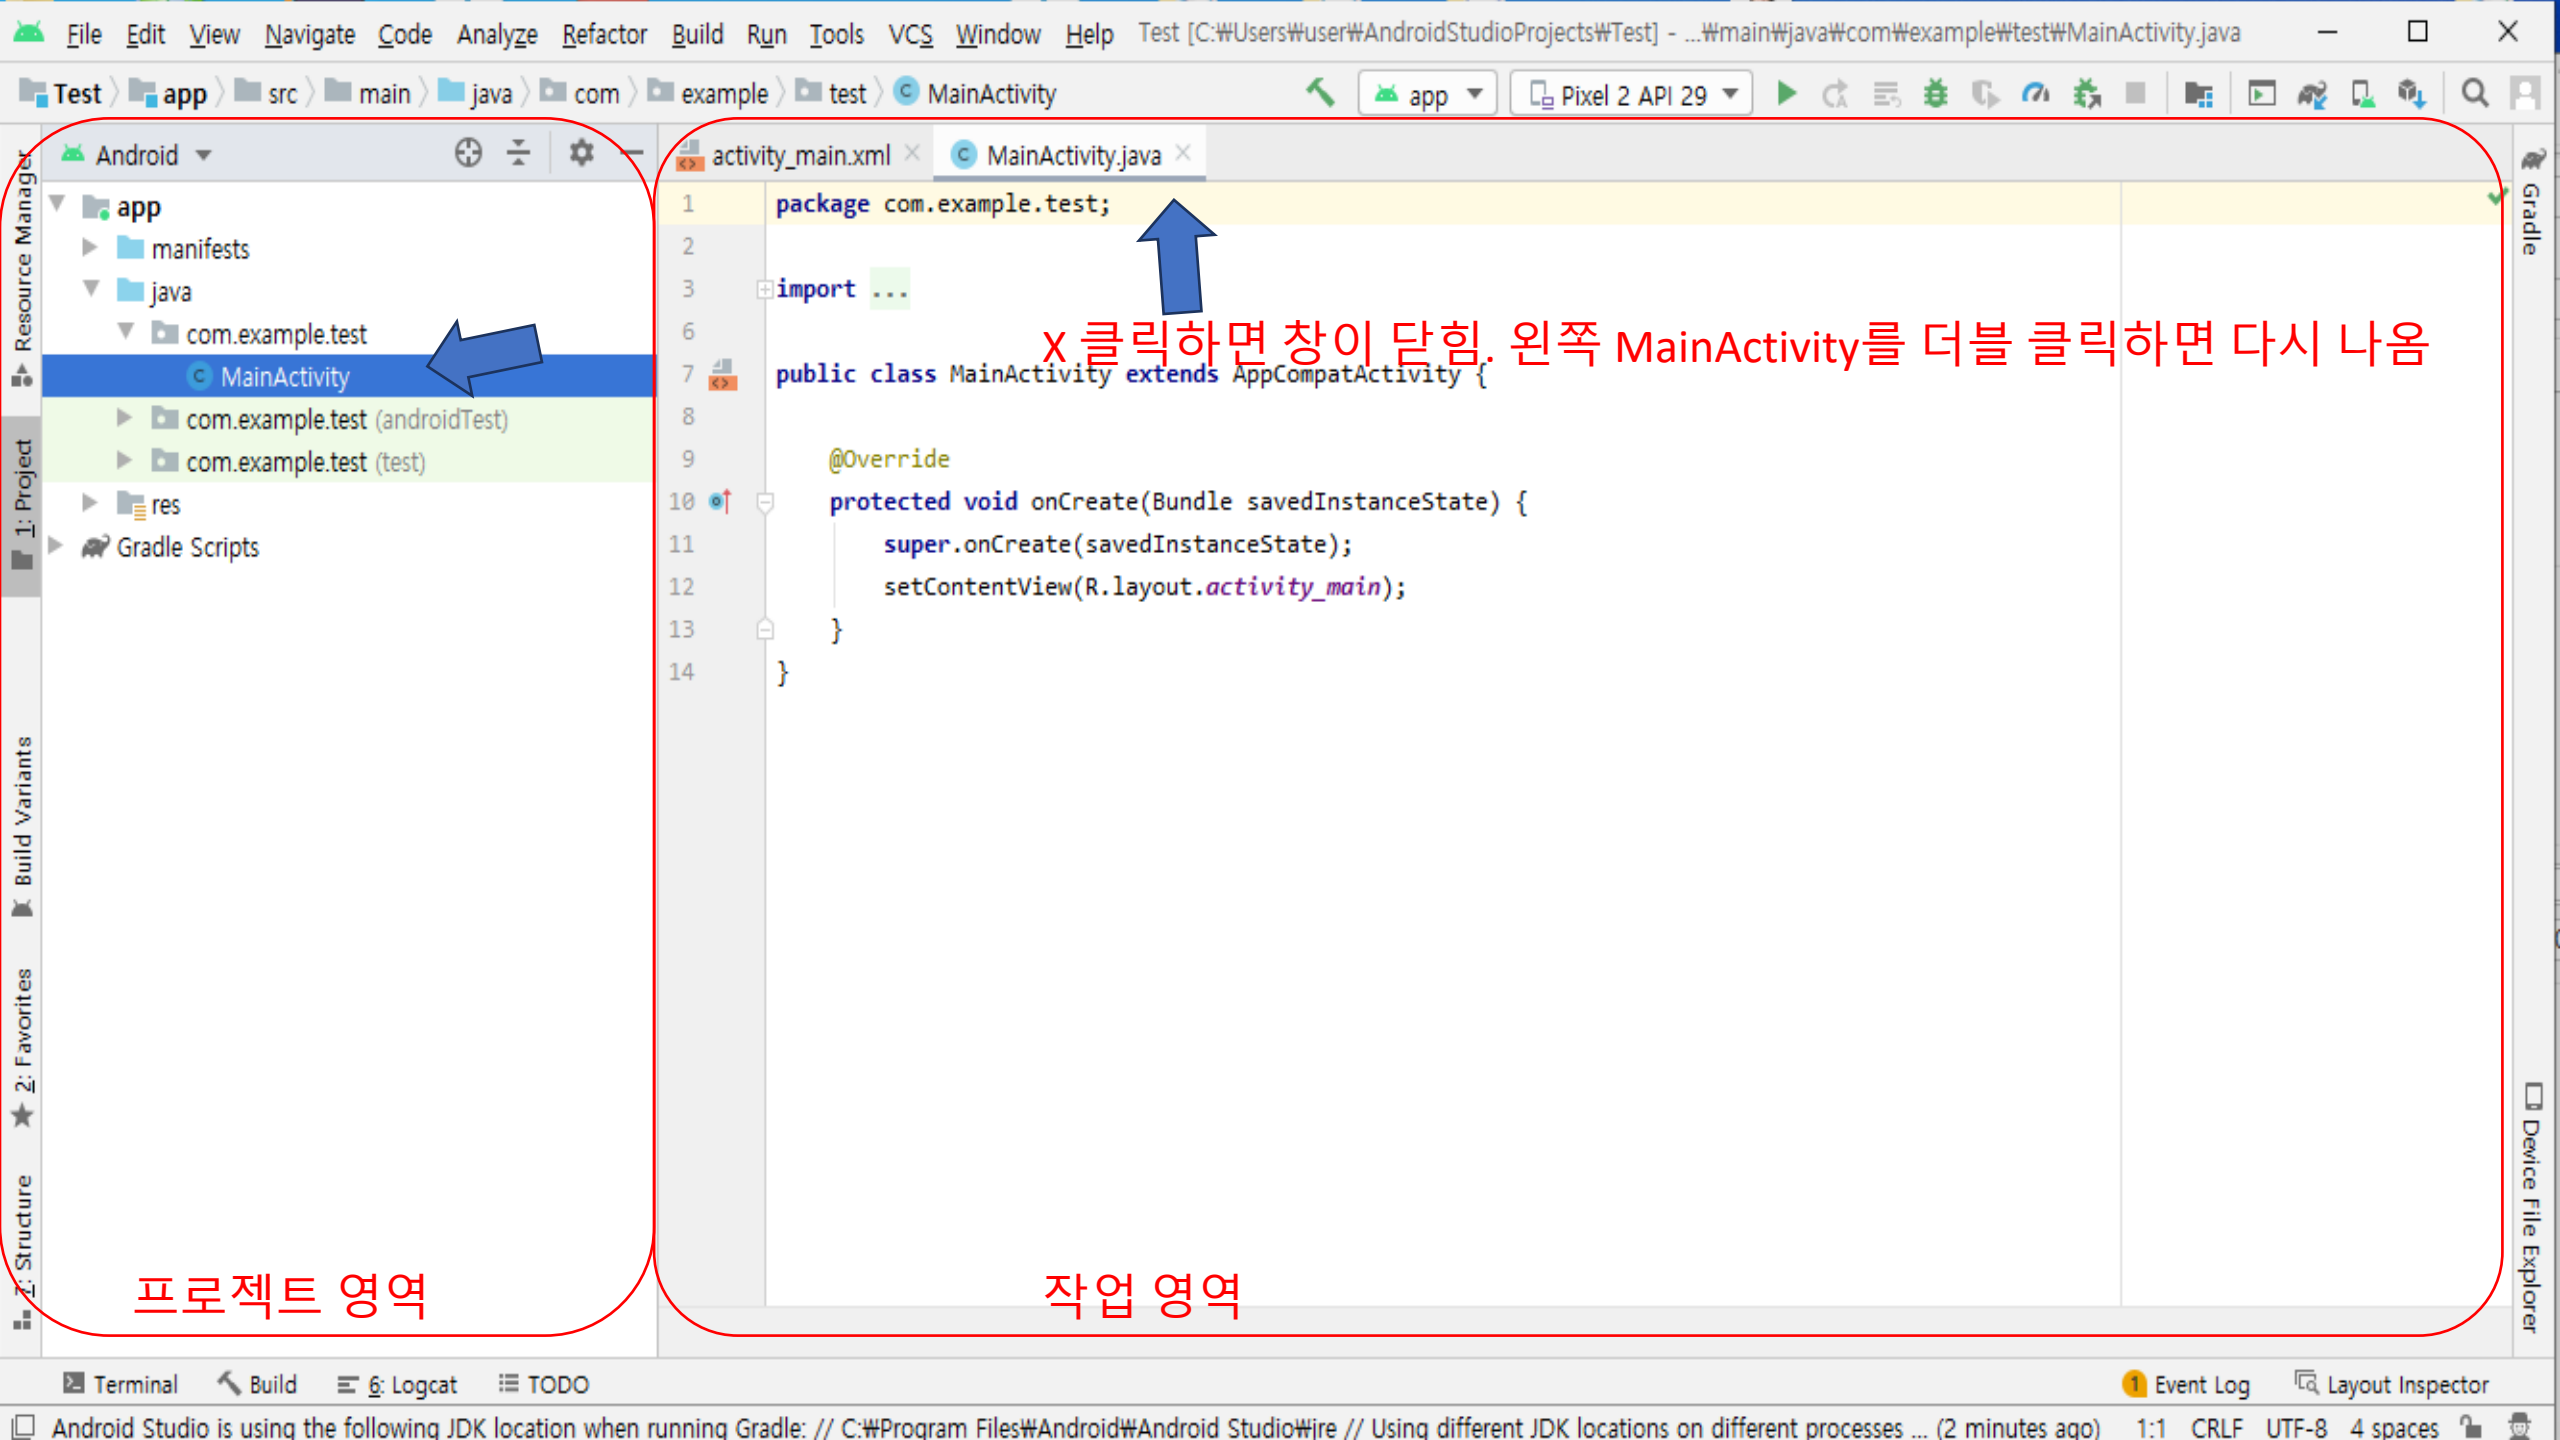 File Edit View Navigate Code Analyze Refactor Build Run Tools VCS Window Help Test [C:₩Users₩user₩AndroidStudioProjects₩Test] - ...₩main₩java₩com₩example₩test₩MainActivity.java
Test app src main java com example test MainActivity app Pixel 2 API 29
Resource Manager
1: Project
Build Variants
2: Favorites
7: Structure
Android
app
manifests
java
com.example.test
MainActivity
com.example.test (androidTest)
com.example.test (test)
res
Gradle Scripts
프로젝트 영역
activity_main.xml MainActivity.java
1 package com.example.test;
2
3 import ...
6
X 클릭하면 창이 닫힘. 왼쪽 MainActivity를 더블 클릭하면 다시 나옴
7 public class MainActivity extends AppCompatActivity {
8
9 @Override
10 protected void onCreate(Bundle savedInstanceState) {
11 super.onCreate(savedInstanceState);
12 setContentView(R.layout.activity_main);
13 }
14 }
작업 영역
Gradle
Device File Explorer
Terminal Build 6: Logcat TODO 1 Event Log Layout Inspector
Android Studio is using the following JDK location when running Gradle: // C:₩Program Files₩Android₩Android Studio₩jre // Using different JDK locations on different processes ... (2 minutes ago) 1:1 CRLF UTF-8 4 spaces